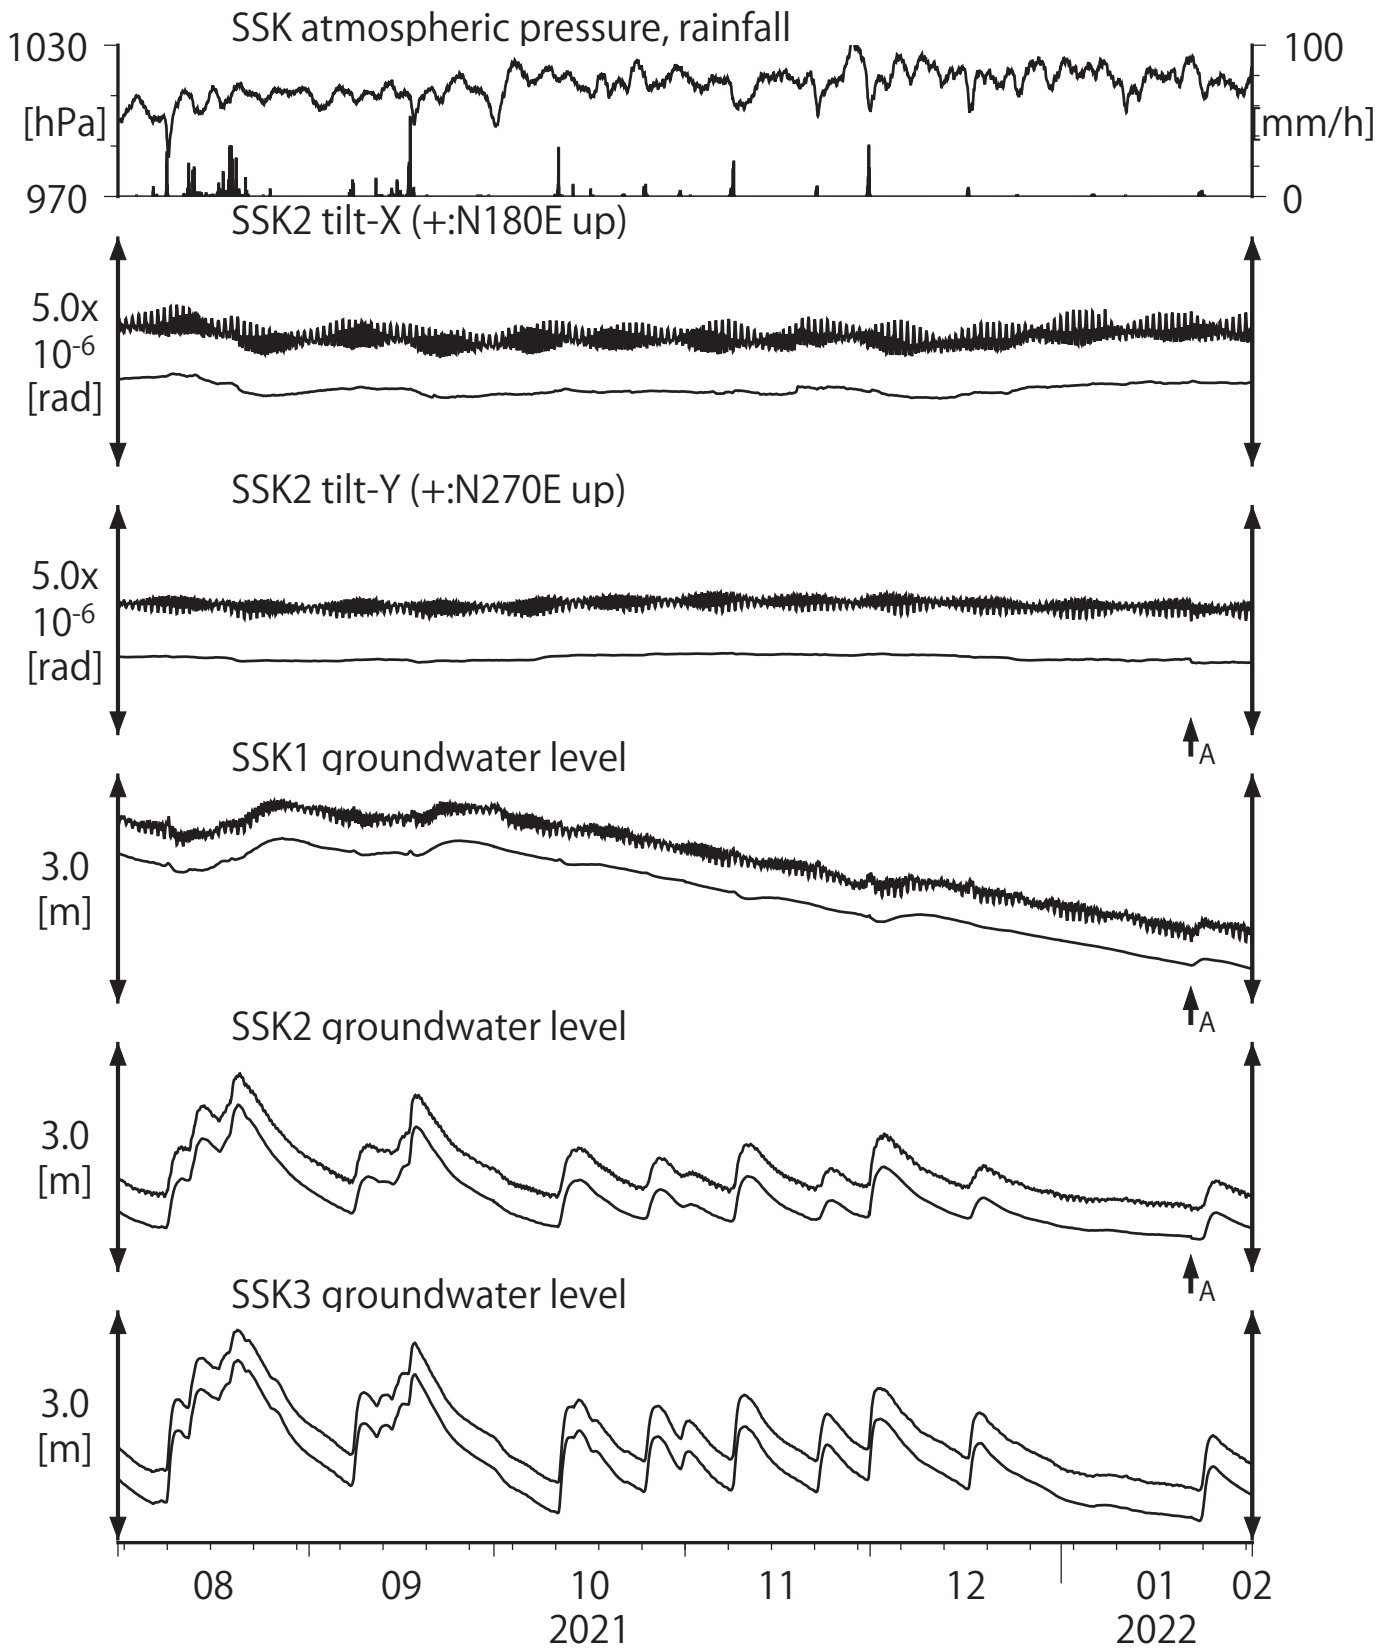 SSK atmospheric pressure, rainfall
1030
100
[hPa]
[mm/h]
970
0
SSK2 tilt-X (+:N180E up)
5.0x
10-6
[rad]
SSK2 tilt-Y (+:N270E up)
5.0x
10-6
[rad]
A
SSK1 groundwater level
3.0
[m]
A
SSK2 groundwater level
3.0
[m]
A
SSK3 groundwater level
3.0
[m]
08 09 10 11 12 01 02
2021 2022